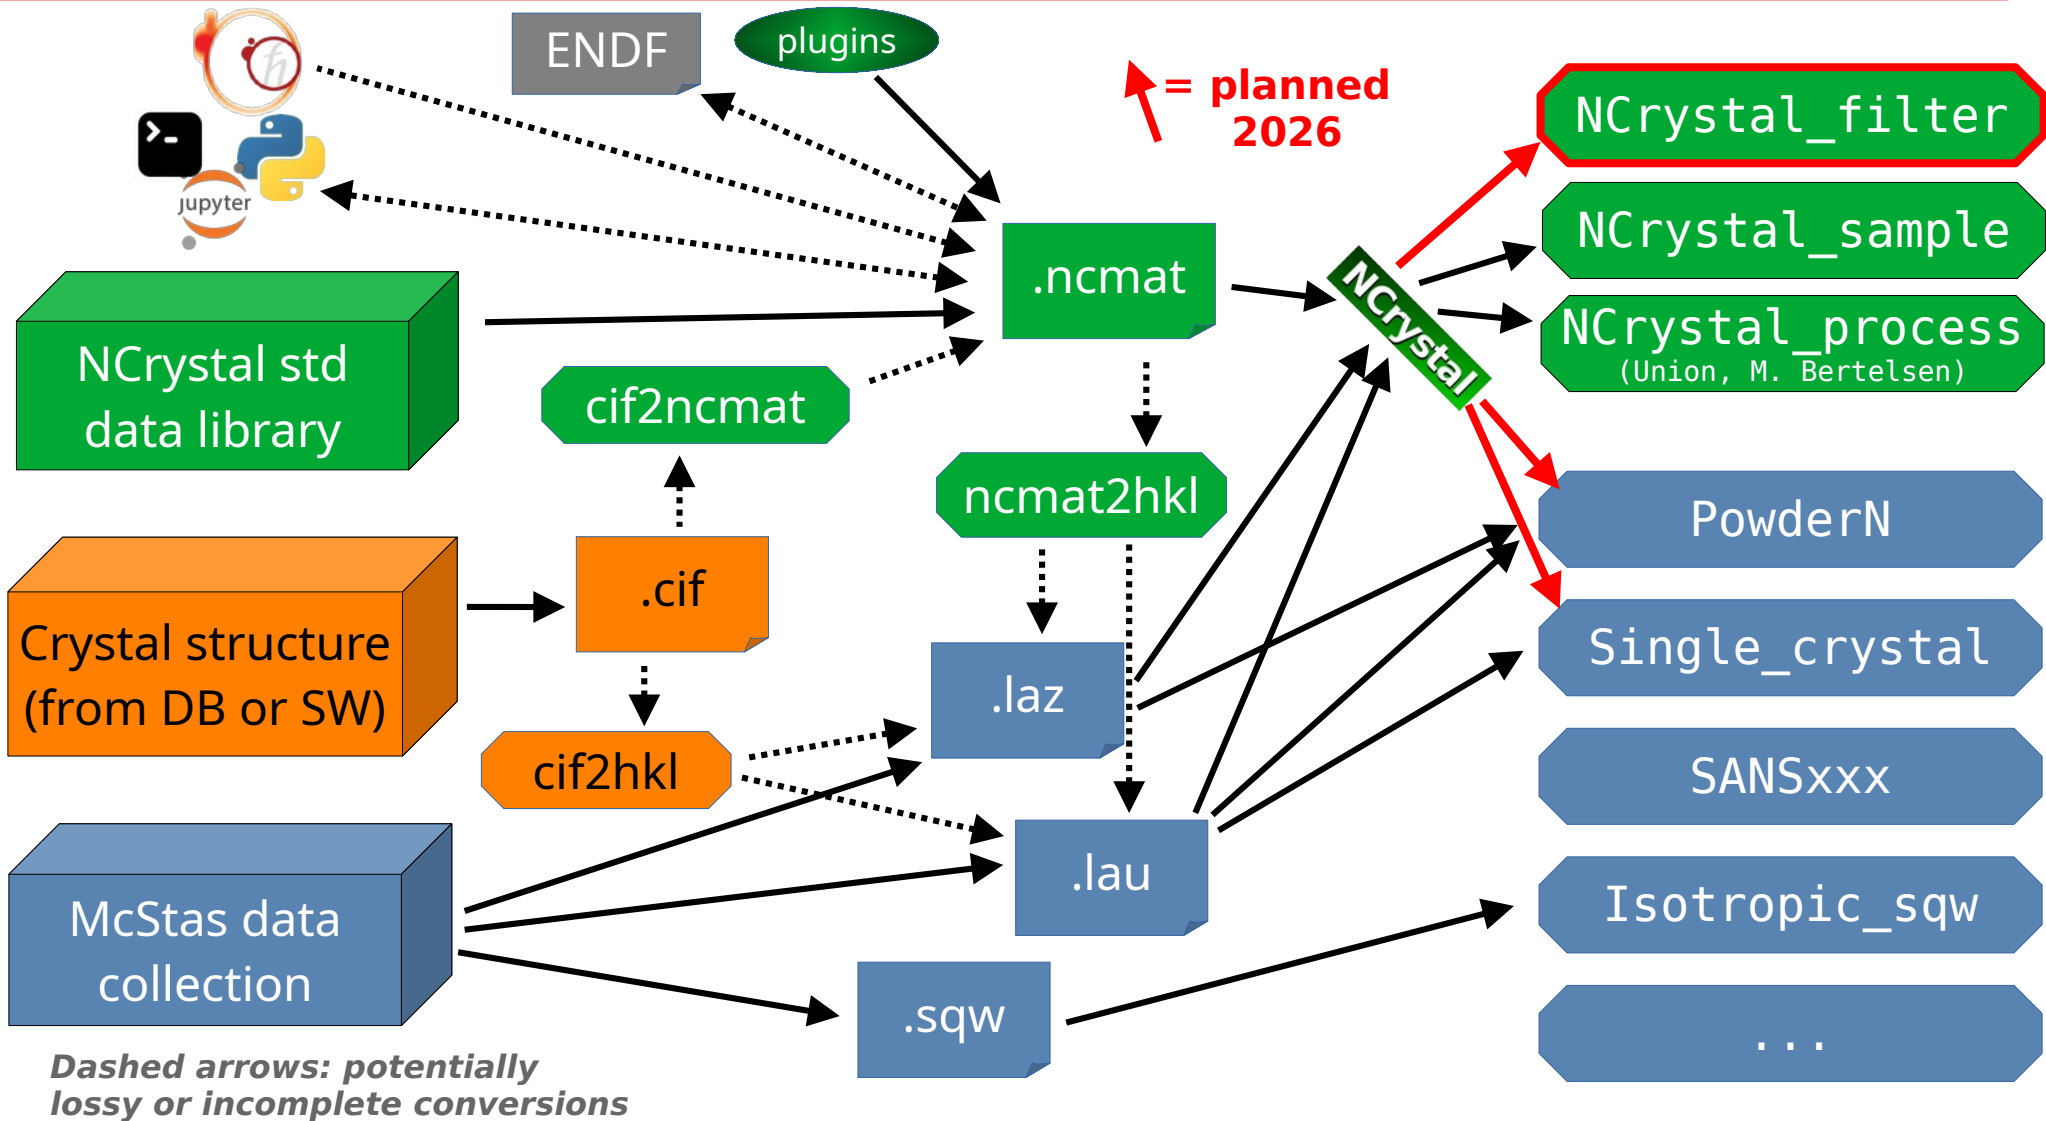 ENDF
plugins
= planned
2026
ħ
>-
jupyter
NCrystal_filter
NCrystal_sample
NCrystal_process
(Union, M. Bertelsen)
.ncmat
NCrystal
NCrystal std
data library
cif2ncmat
ncmat2hkl
PowderN
Crystal structure
(from DB or SW)
.cif
.laz
Single_crystal
cif2hkl
SANSxxx
McStas data
collection
.lau
Isotropic_sqw
.sqw
...
Dashed arrows: potentially
lossy or incomplete conversions